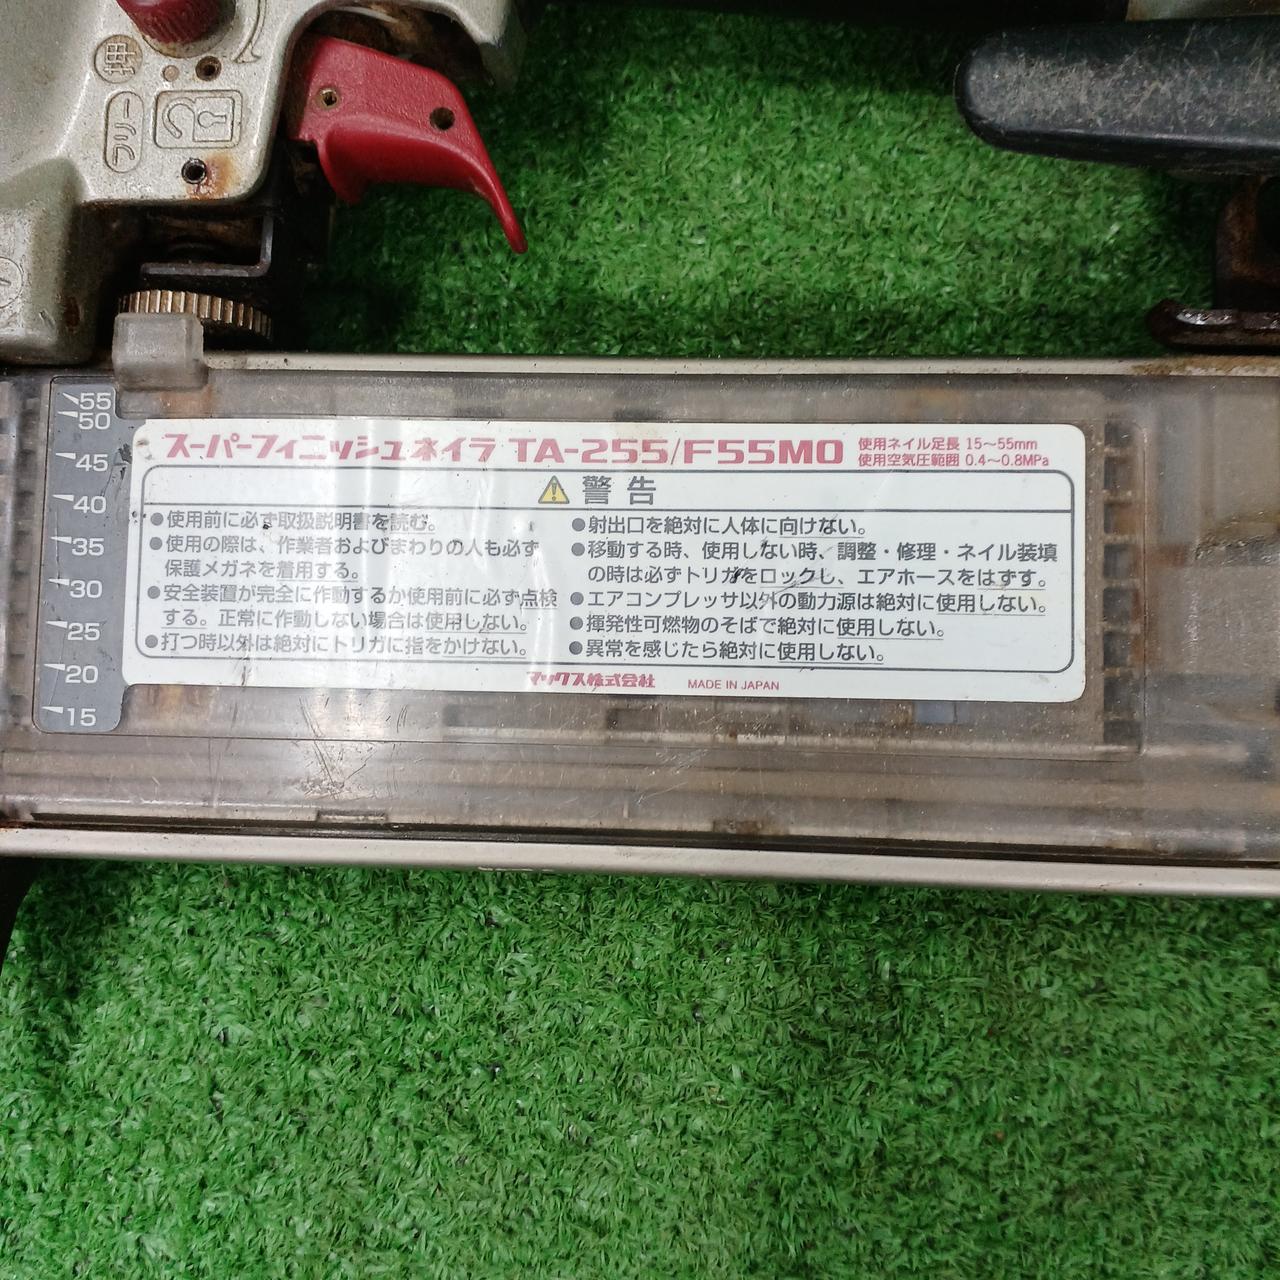 押
フリー
55
50
45
40
35
30
25
20
15
スーパーフィニッシュネイラ TA-255/F55MO
使用ネイル足長 15～55mm
使用空気圧範囲 0.4～0.8MPa
警告
●使用前に必ず取扱説明書を読む。
●使用の際は、作業者およびまわりの人も必ず
保護メガネを着用する。
●安全装置が完全に作動するか使用前に必ず点検
する。正常に作動しない場合は使用しない。
●打つ時以外は絶対にトリガに指をかけない。
●射出口を絶対に人体に向けない。
●移動する時、使用しない時、調整・修理・ネイル装填
の時は必ずトリガをロックし、エアホースをはずす。
●エアコンプレッサ以外の動力源は絶対に使用しない。
●揮発性可燃物のそばで絶対に使用しない。
●異常を感じたら絶対に使用しない。
マックス株式会社 MADE IN JAPAN